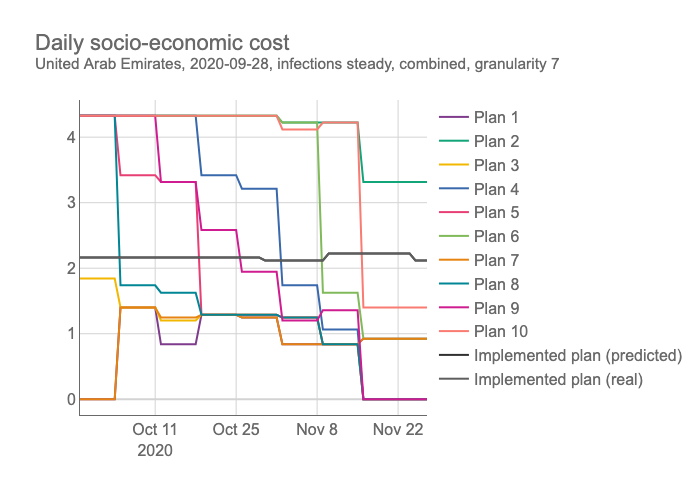 Daily socio-economic cost
United Arab Emirates, 2020-09-28, infections steady, combined, granularity 7
4
3
2
1
0
Oct 11
2020
Oct 25
Nov 8
Nov 22
Plan 1
Plan 2
Plan 3
Plan 4
Plan 5
Plan 6
Plan 7
Plan 8
Plan 9
Plan 10
Implemented plan (predicted)
Implemented plan (real)